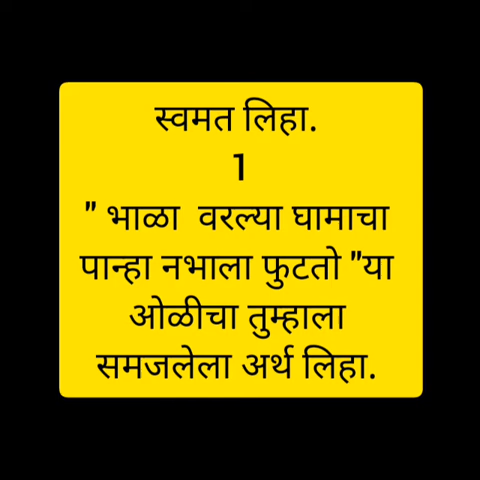 स्वमत लिहा.
1
" भाळा  वरल्या घामाचा
पान्हा नभाला फुटतो "या
ओळीचा तुम्हाला
समजलेला अर्थ लिहा.